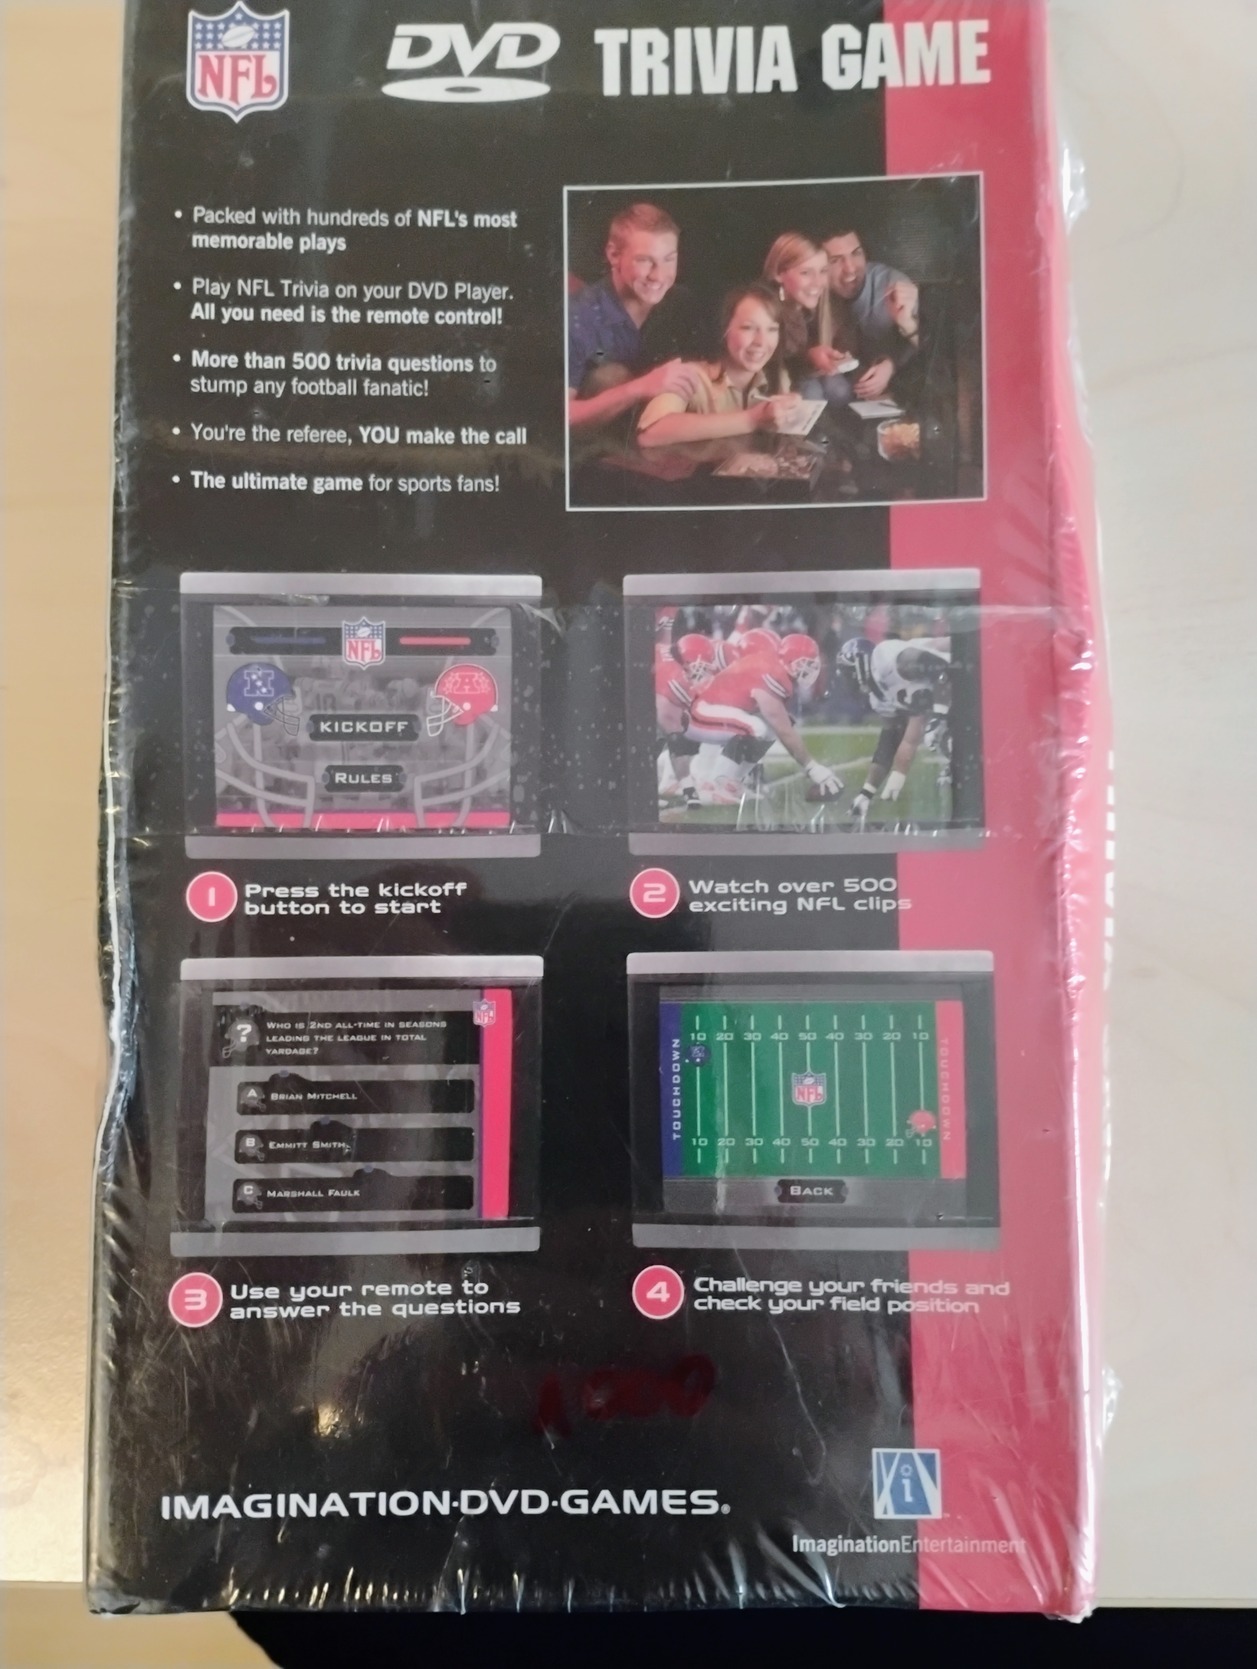 NFL
DVD TRIVIA GAME
• Packed with hundreds of NFL's most
memorable plays
• Play NFL Trivia on your DVD Player.
All you need is the remote control!
• More than 500 trivia questions to
stump any football fanatic!
• You're the referee, YOU make the call
• The ultimate game for sports fans!
NFL
N
A
KICKOFF
RULES
1 Press the kickoff
button to start
2 Watch over 500
exciting NFL clips
?
WHO IS 2ND ALL-TIME IN SEASONS
LEADING THE LEAGUE IN TOTAL
YARDAGE?
NFL
A BRIAN MITCHELL
B EMMITT SMITH
C MARSHALL FAULK
TOUCHDOWN
10 20 30 40 50 40 30 20 10
NFL
10 20 30 40 50 40 30 20 10
TOUCHDOWN
BACK
3 Use your remote to
answer the questions
4 Challenge your friends and
check your field position
IMAGINATION·DVD·GAMES®
i
ImaginationEntertainment